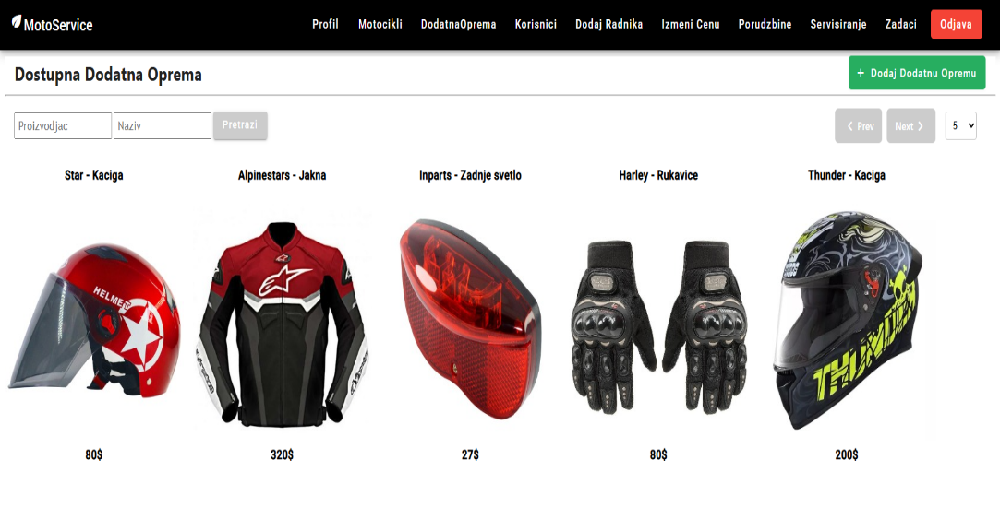 MotoService
Profil Motocikli DodatnaOprema Korisnici Dodaj Radnika Izmeni Cenu Porudzbine Servisiranje Zadaci Odjava
Dostupna Dodatna Oprema
+ Dodaj Dodatnu Opremu
Proizvodjac Naziv Pretrazi
❮ Prev Next ❯ 5
Star - Kaciga Alpinestars - Jakna Inparts - Zadnje svetlo Harley - Rukavice Thunder - Kaciga
HELMET
THUNDER
80$ 320$ 27$ 80$ 200$